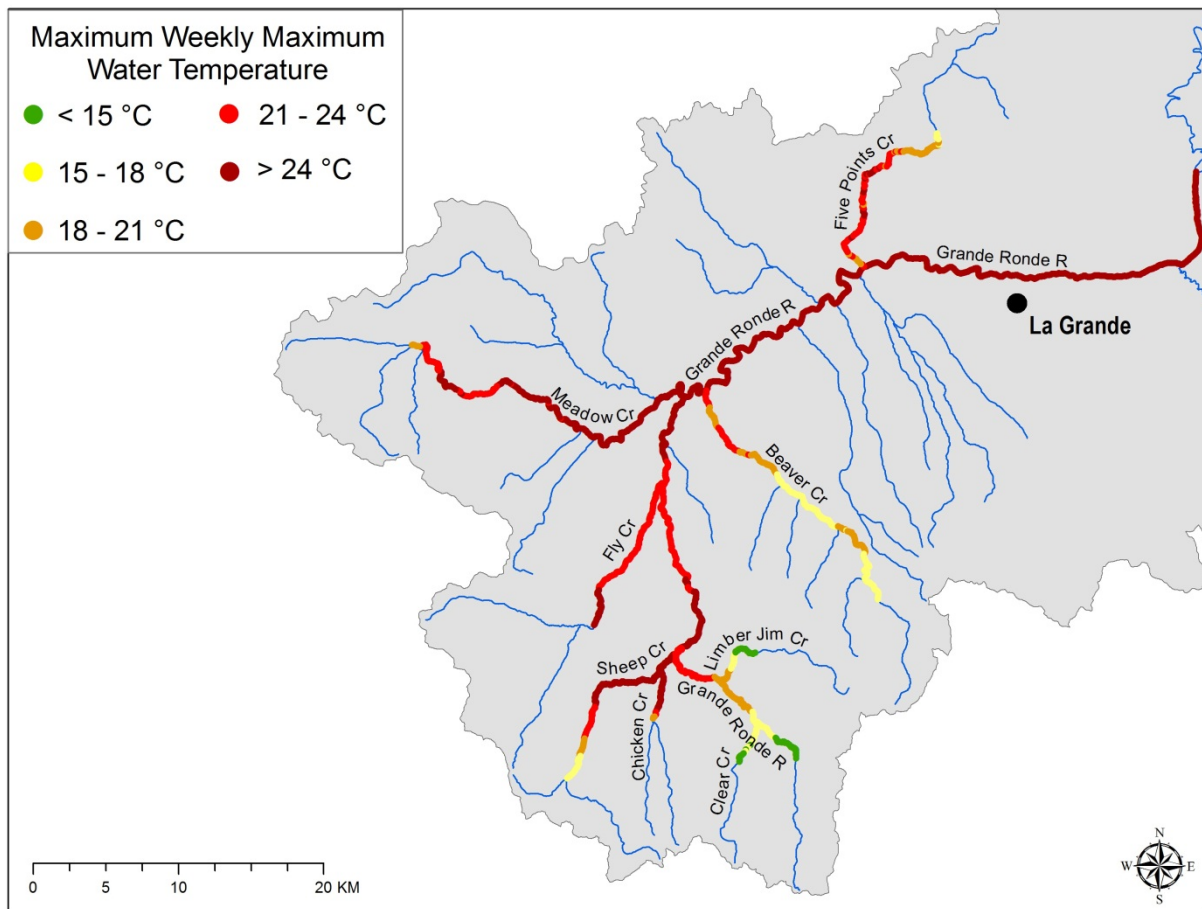 Maximum Weekly Maximum
Water Temperature
< 15 °C
21 - 24 °C
15 - 18 °C
> 24 °C
18 - 21 °C
Five Points Cr
Grande Ronde R
La Grande
Grande Ronde R
Meadow Cr
Beaver Cr
Fly Cr
Limber Jim Cr
Sheep Cr
Grande Ronde R
Chicken Cr
Clear Cr
0 5 10 20 KM
N
W E
S